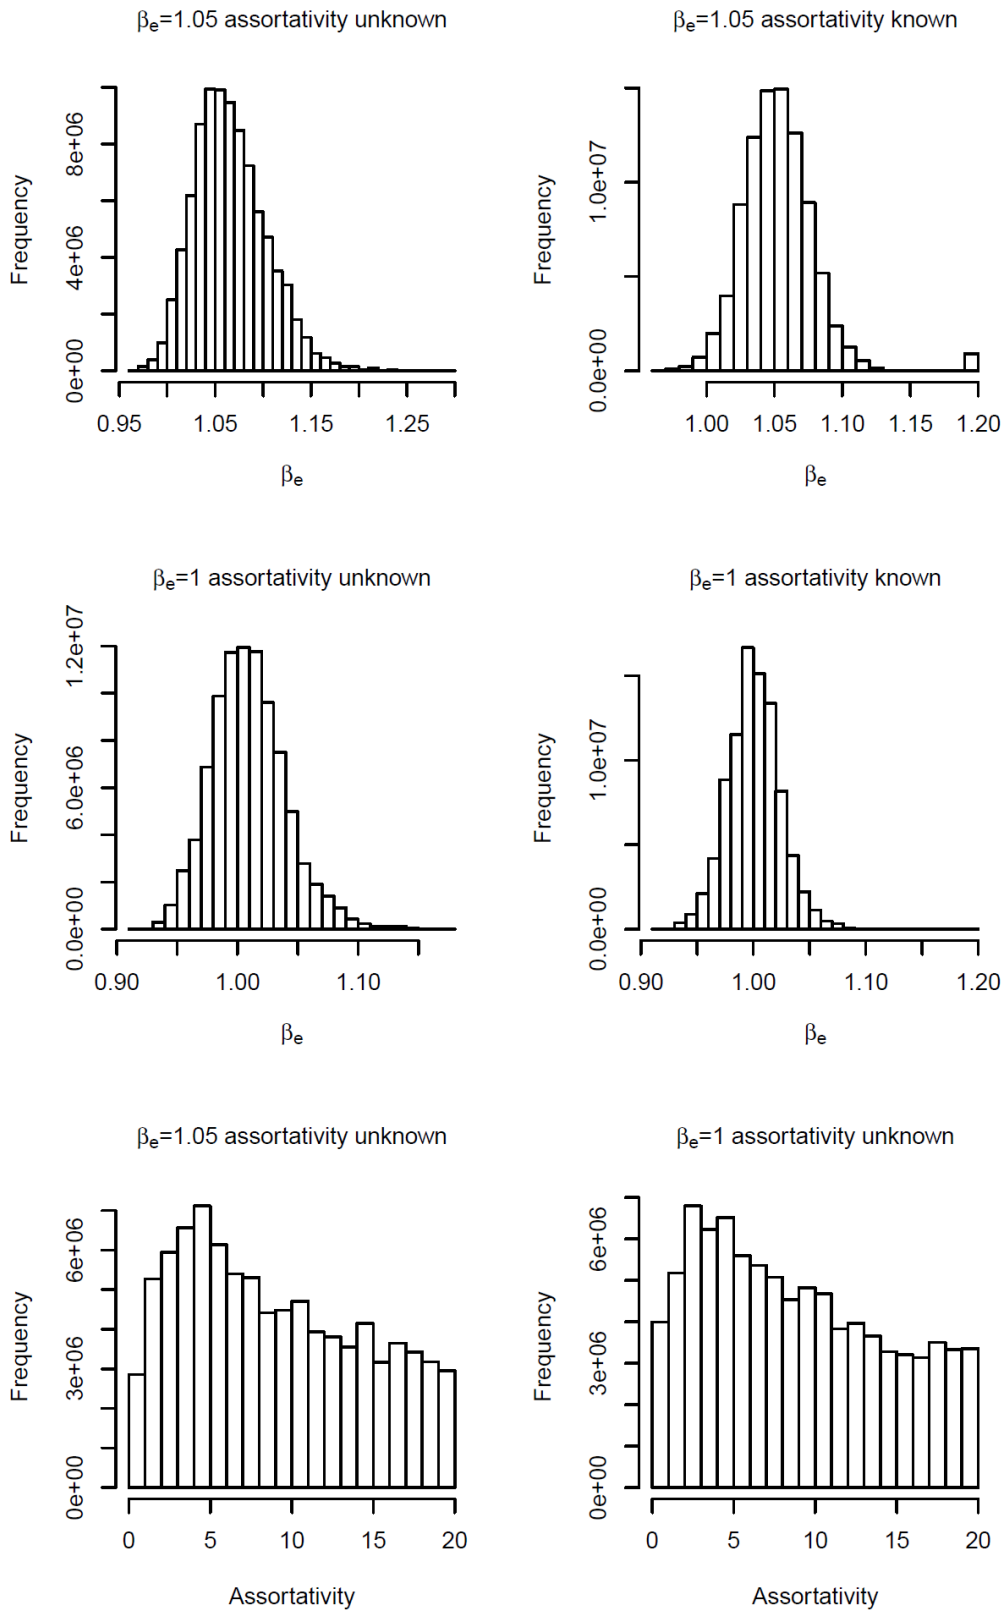 βe=1.05 assortativity unknown
Frequency
0e+00 4e+06 8e+06
0.95 1.05 1.15 1.25
βe
βe=1.05 assortativity known
Frequency
0.0e+00 1.0e+07
1.00 1.05 1.10 1.15 1.20
βe
βe=1 assortativity unknown
Frequency
0.0e+00 6.0e+06 1.2e+07
0.90 1.00 1.10
βe
βe=1 assortativity known
Frequency
0.0e+00 1.0e+07
0.90 1.00 1.10 1.20
βe
βe=1.05 assortativity unknown
Frequency
0e+00 3e+06 6e+06
0 5 10 15 20
Assortativity
βe=1 assortativity unknown
Frequency
0e+00 3e+06 6e+06
0 5 10 15 20
Assortativity